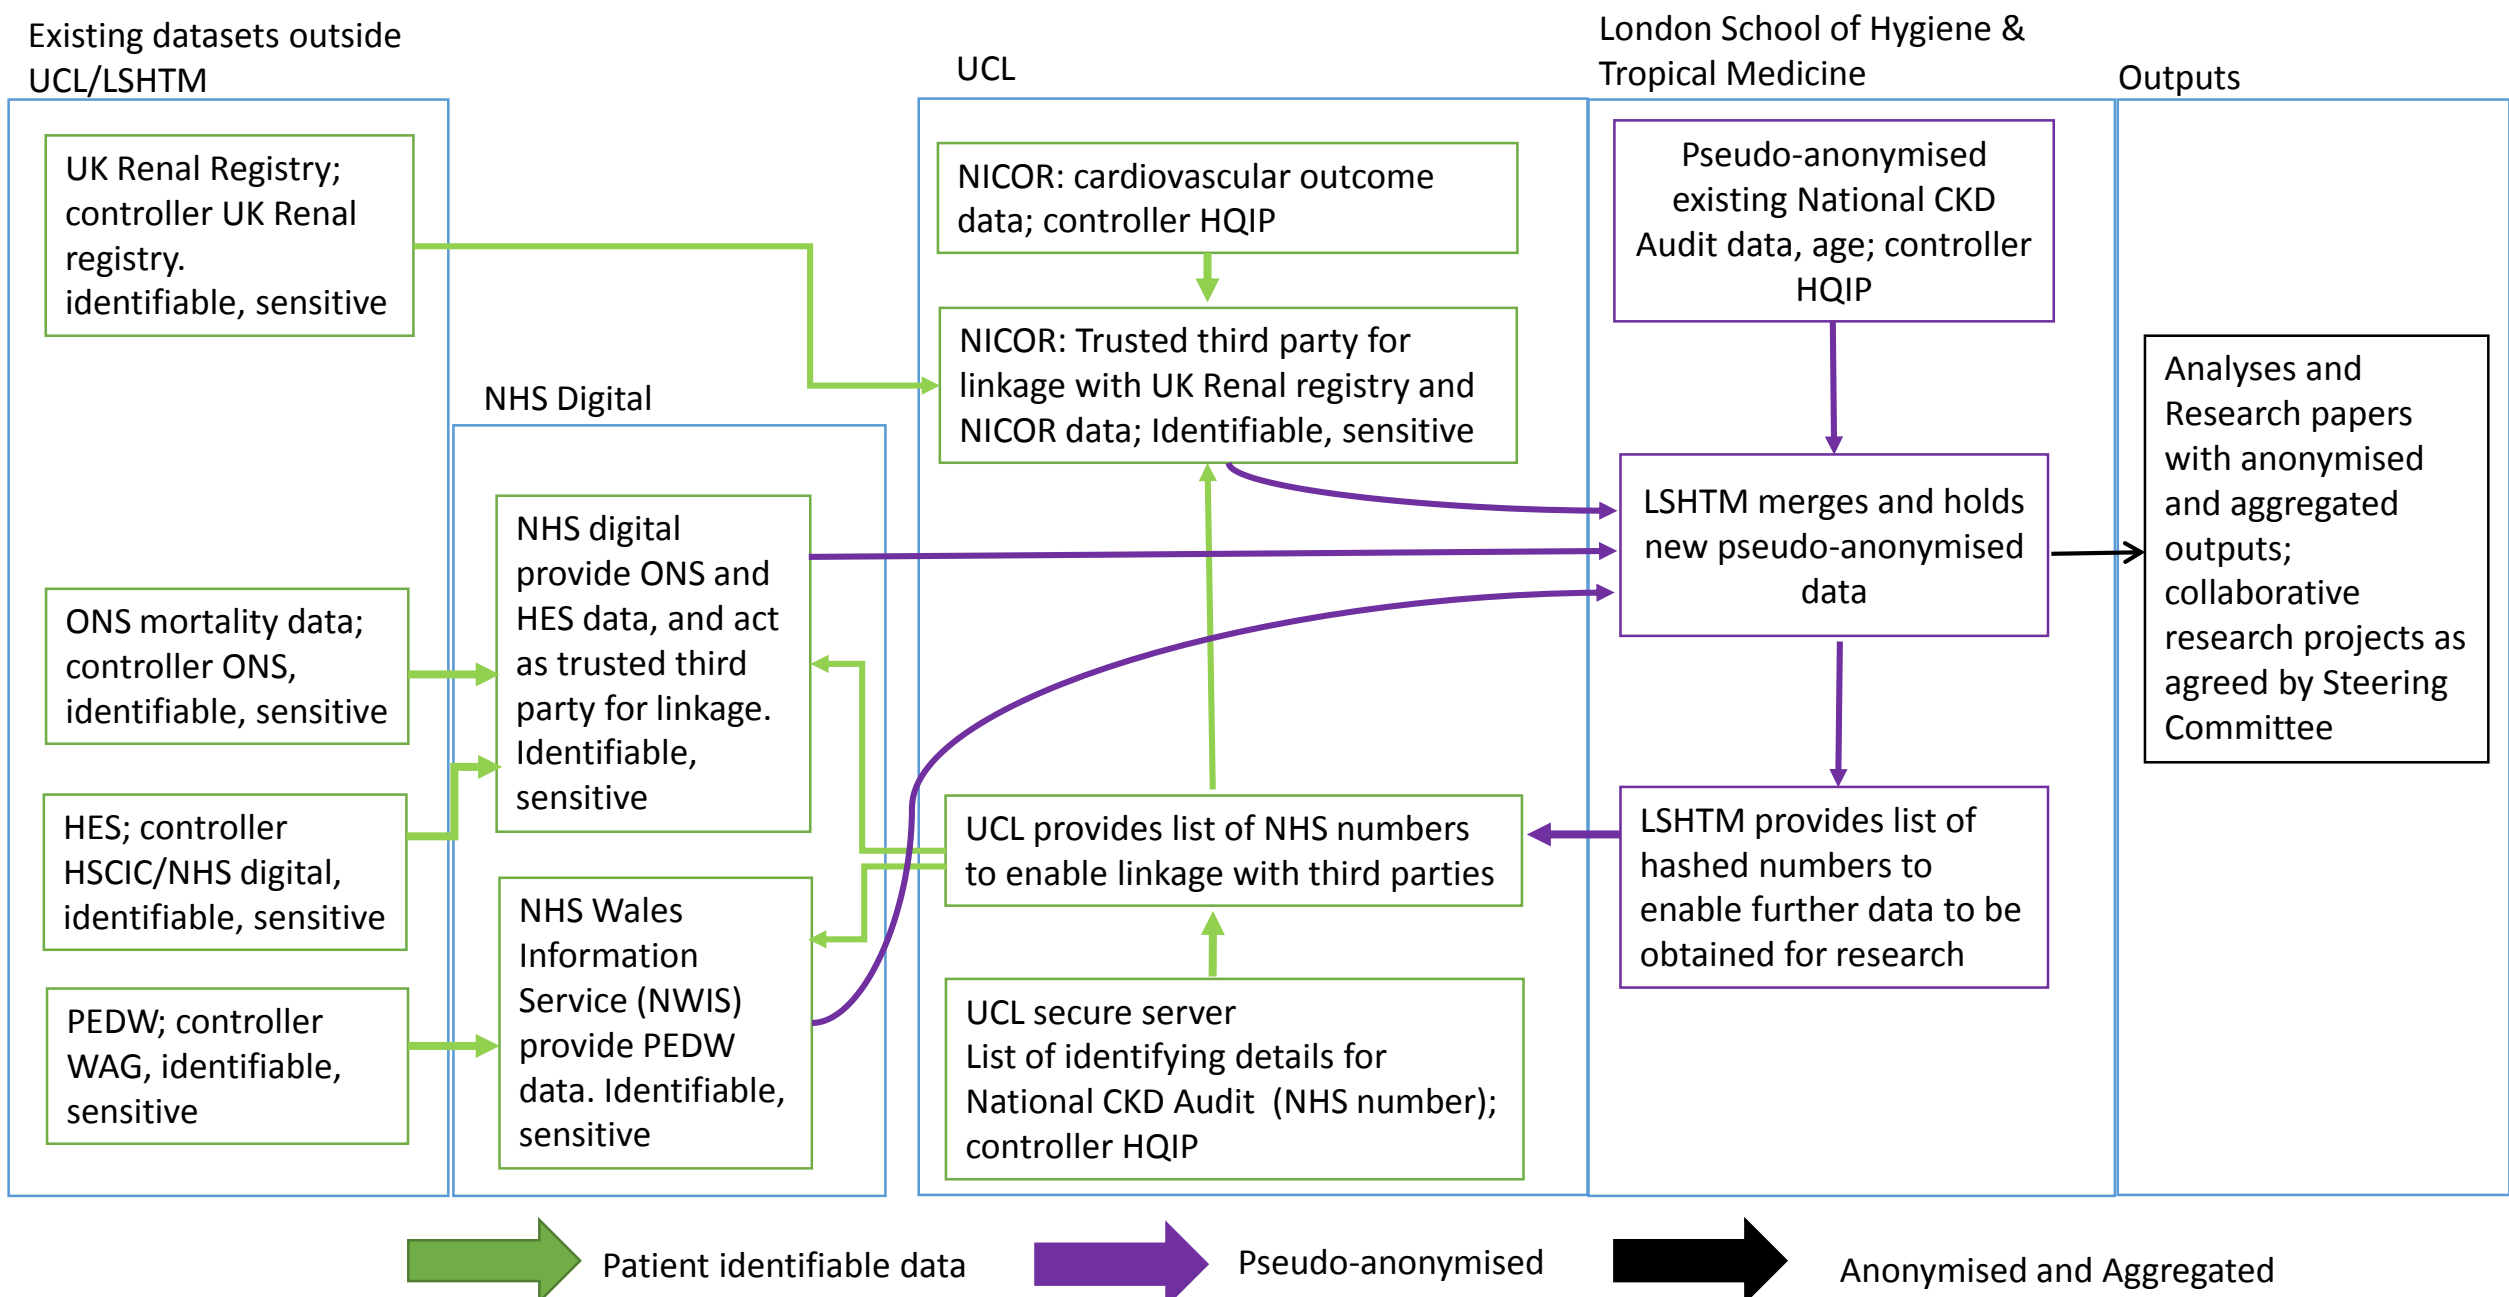 Existing datasets outside
UCL/LSHTM
UK Renal Registry;
controller UK Renal
registry.
identifiable, sensitive
ONS mortality data;
controller ONS,
identifiable, sensitive
HES; controller
HSCIC/NHS digital,
identifiable, sensitive
PEDW; controller
WAG, identifiable,
sensitive
NHS Digital
NHS digital
provide ONS and
HES data, and act
as trusted third
party for linkage.
Identifiable,
sensitive
NHS Wales
Information
Service (NWIS)
provide PEDW
data. Identifiable,
sensitive
UCL
NICOR: cardiovascular outcome
data; controller HQIP
NICOR: Trusted third party for
linkage with UK Renal registry and
NICOR data; Identifiable, sensitive
UCL provides list of NHS numbers
to enable linkage with third parties
UCL secure server
List of identifying details for
National CKD Audit (NHS number);
controller HQIP
London School of Hygiene &
Tropical Medicine
Pseudo-anonymised
existing National CKD
Audit data, age; controller
HQIP
LSHTM merges and holds
new pseudo-anonymised
data
LSHTM provides list of
hashed numbers to
enable further data to be
obtained for research
Outputs
Analyses and
Research papers
with anonymised
and aggregated
outputs;
collaborative
research projects as
agreed by Steering
Committee
Patient identifiable data
Pseudo-anonymised
Anonymised and Aggregated